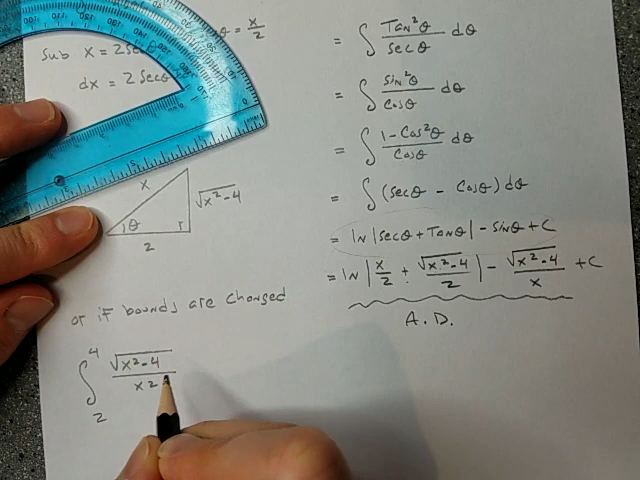 θ = x/2
Sub x = 2secθ
dx = 2 Secθ
x
√x²-4
θ
2
or if bounds are changed
∫₂⁴ √x²-4 / x2
= ∫ Tan²θ / secθ dθ
= ∫ sin²θ / Cosθ dθ
= ∫ 1-Cos²θ / Cosθ dθ
= ∫ (secθ - Cosθ) dθ
= ln |secθ + Tanθ| - sinθ + C
= ln | x/2 + √x²-4 / 2 | - √x²-4 / x + C
A.D.